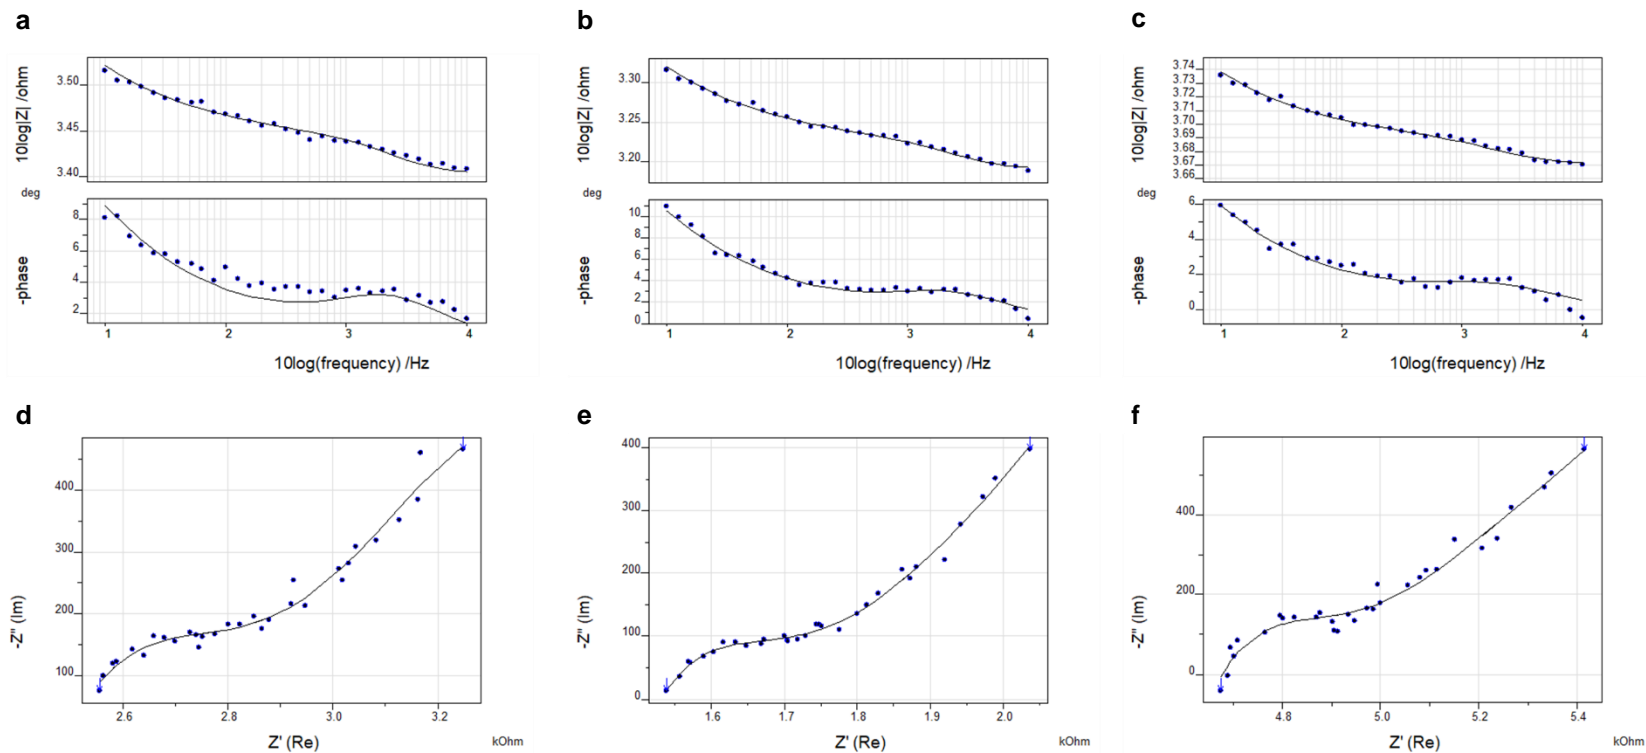 a
b
c
10log|Z| /ohm
3.50
3.45
3.40
deg
-phase
8
6
4
2
1
2
3
4
10log(frequency) /Hz
10log|Z| /ohm
3.30
3.25
3.20
deg
-phase
10
8
6
4
2
0
1
2
3
4
10log(frequency) /Hz
10log|Z| /ohm
3.74
3.73
3.72
3.71
3.70
3.69
3.68
3.67
3.66
deg
-phase
6
4
2
0
1
2
3
4
10log(frequency) /Hz
d
e
f
-Z'' (Im)
400
300
200
100
2.6
2.8
3.0
3.2
Z' (Re)
kOhm
-Z'' (Im)
400
300
200
100
0
1.6
1.7
1.8
1.9
2.0
Z' (Re)
kOhm
-Z'' (Im)
400
200
0
4.8
5.0
5.2
5.4
Z' (Re)
kOhm